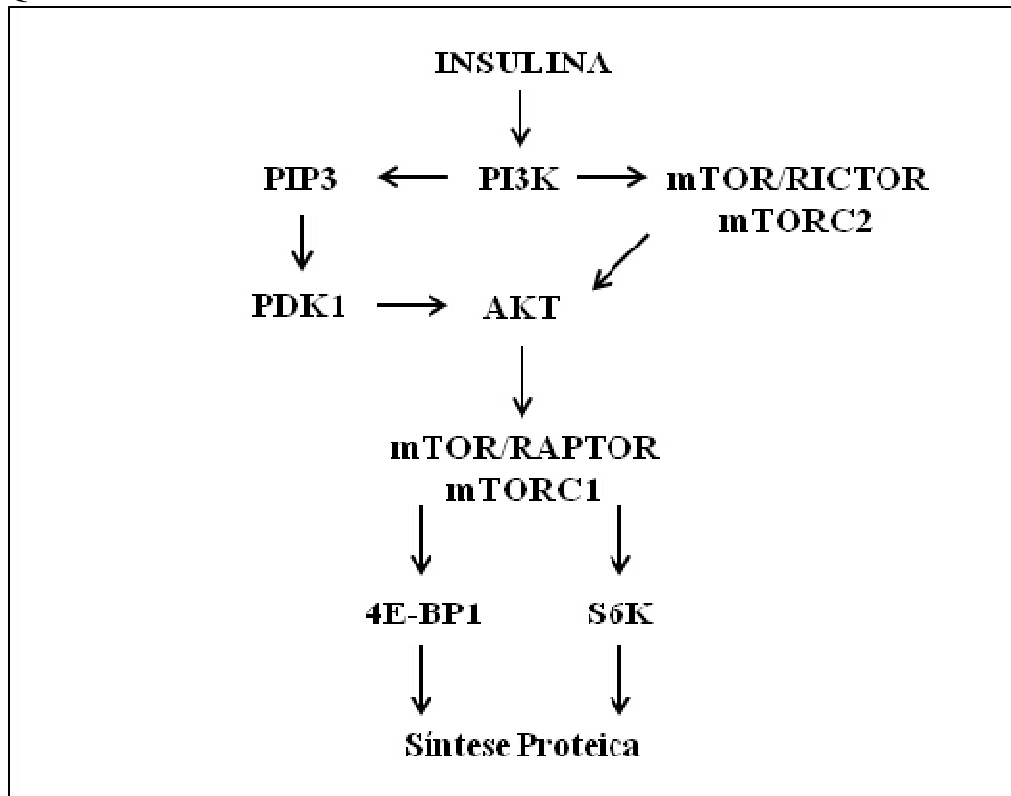 INSULINA
PIP3 PI3K mTOR/RICTOR
mTORC2
PDK1 AKT
mTOR/RAPTOR
mTORC1
4E-BP1 S6K
Síntese Proteica